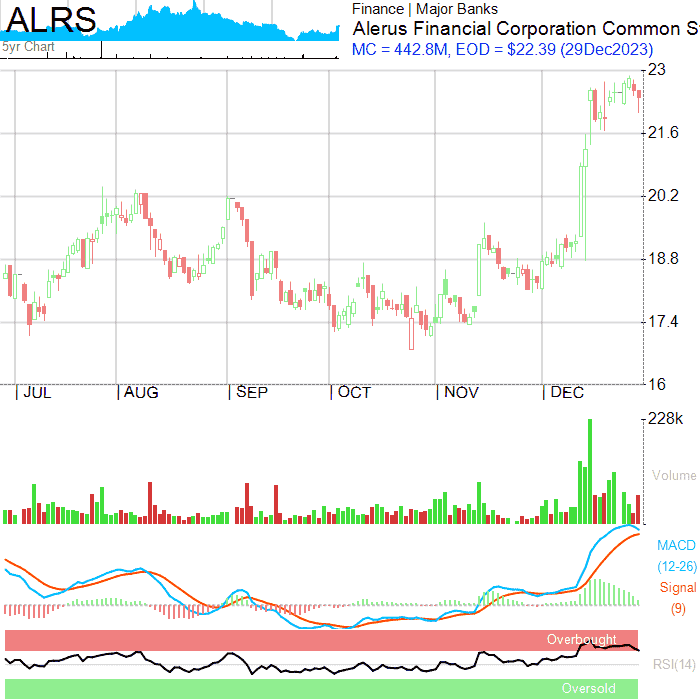 ALRS
5yr Chart
Finance | Major Banks
Alerus Financial Corporation Common S
MC = 442.8M, EOD = $22.39 (29Dec2023)
23
21.6
20.2
18.8
17.4
16
JUL AUG SEP OCT NOV DEC
228k
Volume
MACD
(12-26)
Signal
(9)
Overbought
RSI(14)
Oversold